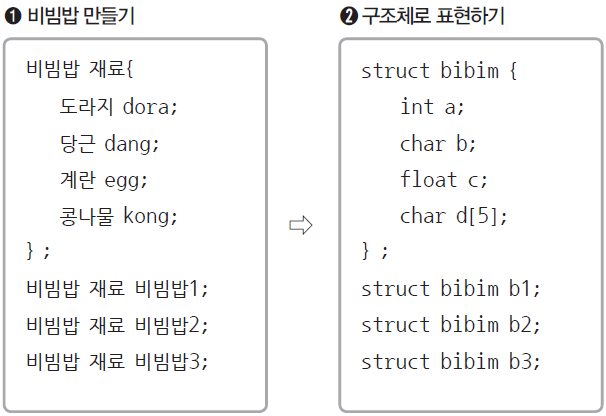 ❶ 비빔밥 만들기
비빔밥 재료{
도라지 dora;
당근 dang;
계란 egg;
콩나물 kong;
} ;
비빔밥 재료 비빔밥1;
비빔밥 재료 비빔밥2;
비빔밥 재료 비빔밥3;
❷ 구조체로 표현하기
struct bibim {
int a;
char b;
float c;
char d[5];
} ;
struct bibim b1;
struct bibim b2;
struct bibim b3;